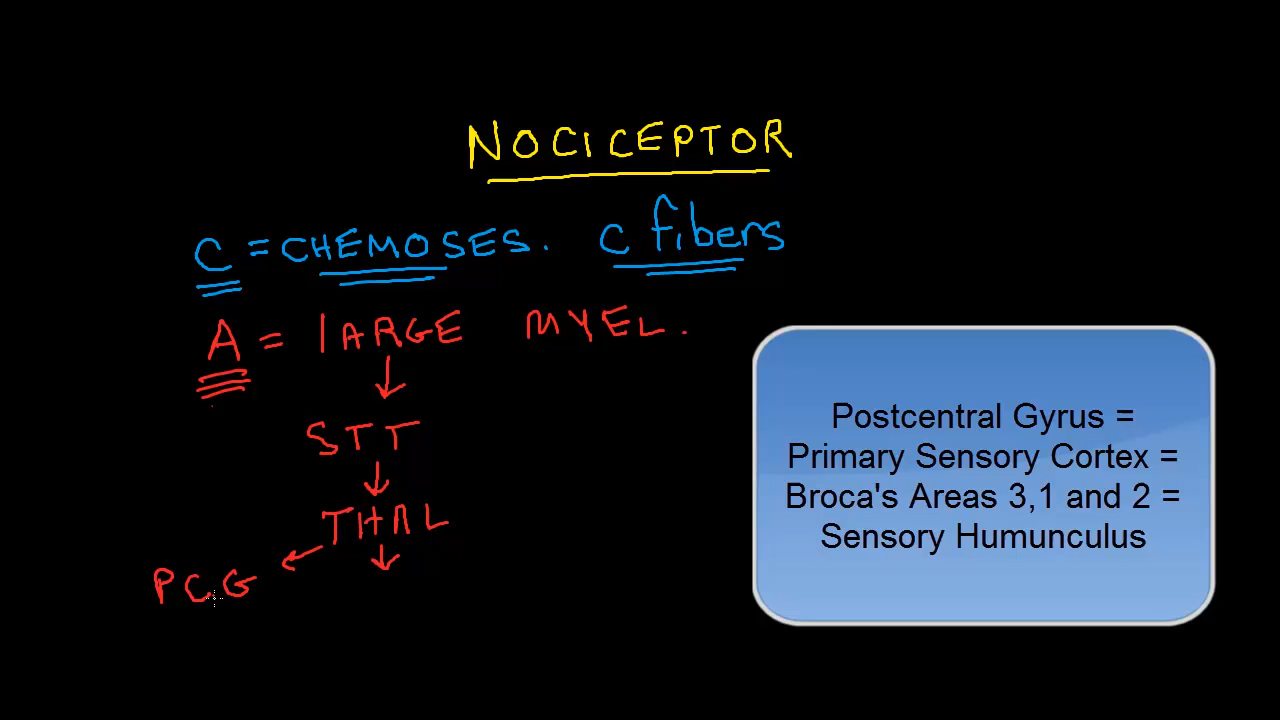 NOCICEPTOR
C = CHEMOSES. C fibers
A = LARGE MYEL.
STT
THAL
PCG
Postcentral Gyrus =
Primary Sensory Cortex =
Broca's Areas 3,1 and 2 =
Sensory Humunculus